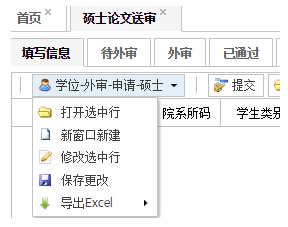 首页 硕士论文送审
填写信息 待外审 外审 已通过
学位-外审-申请-硕士 提交
打开选中行 院系所码 学生类别
新窗口新建
修改选中行
保存更改
导出Excel